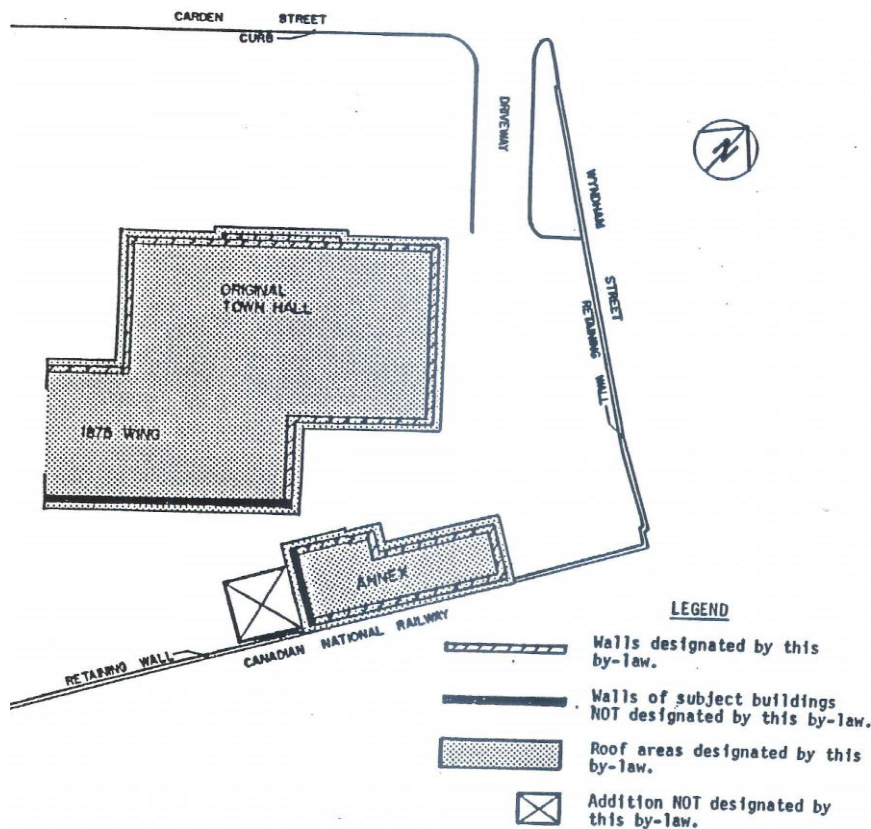 CARDEN STREET
CURB
DRIVEWAY
WYNDHAM STREET
RETAINING WALL
N
ORIGINAL
TOWN HALL
1875 WING
ANNEX
RETAINING WALL
CANADIAN NATIONAL RAILWAY
LEGEND
Walls designated by this
by-law.
Walls of subject buildings
NOT designated by this by-law.
Roof areas designated by this
by-law.
Addition NOT designated by
this by-law.